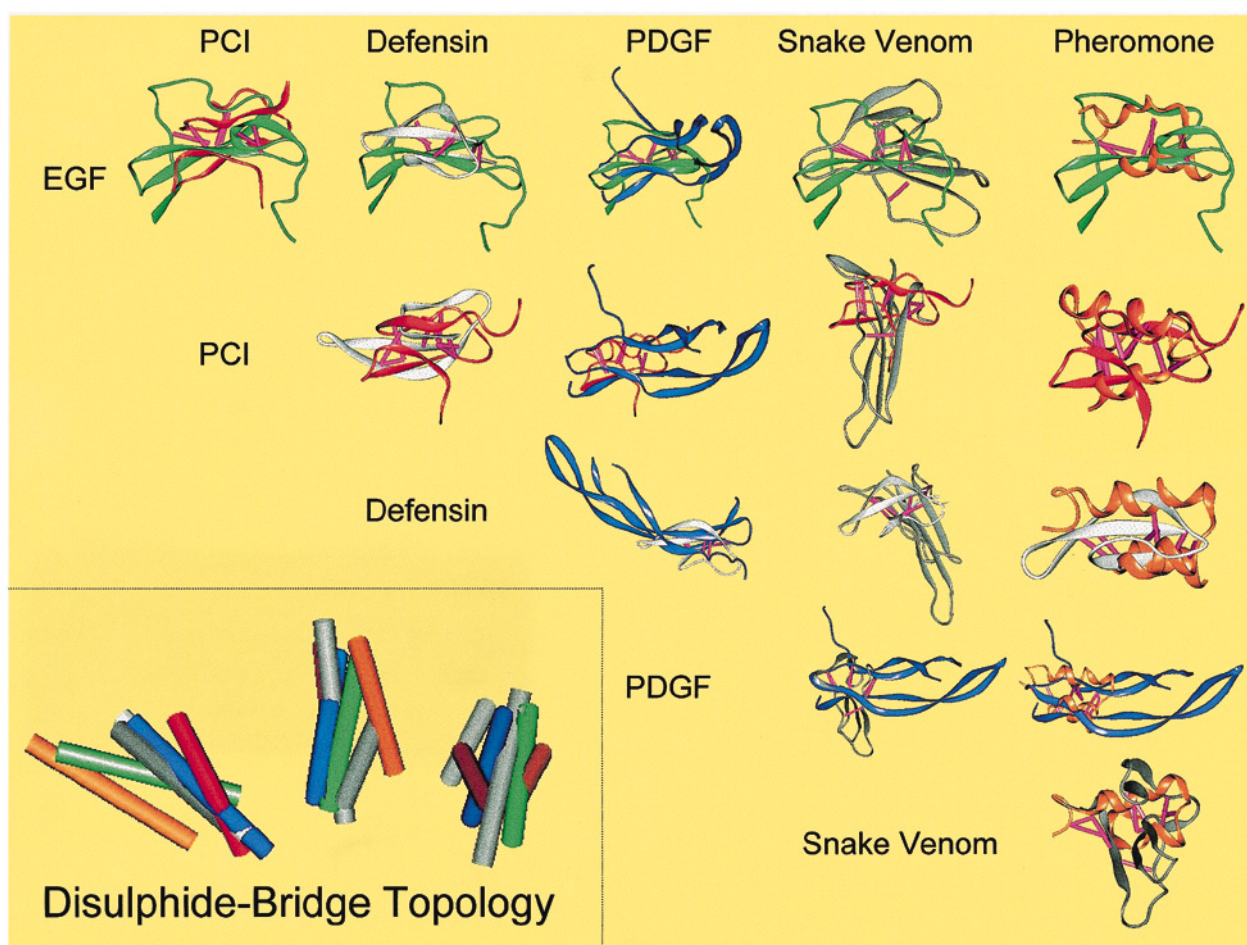 PCI Defensin PDGF Snake Venom Pheromone
EGF
PCI
Defensin
PDGF
Snake Venom
Disulphide-Bridge Topology